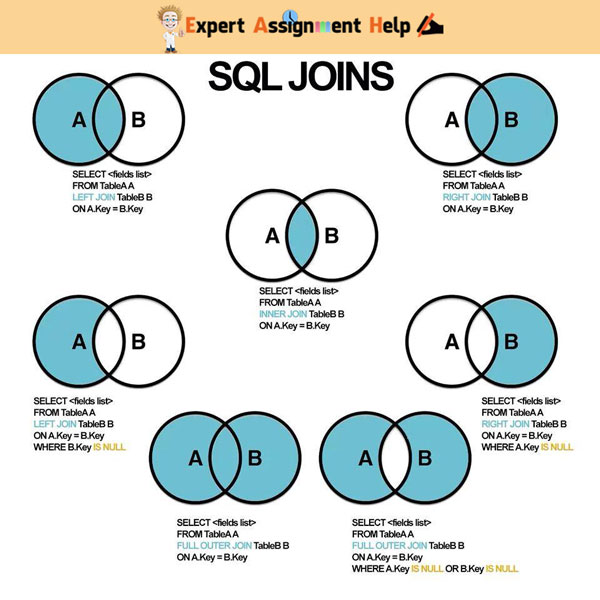 Expert Assignment Help
SQL JOINS
A B
SELECT <fields list>
FROM TableA A
LEFT JOIN TableB B
ON A.Key = B.Key
A B
SELECT <fields list>
FROM TableA A
RIGHT JOIN TableB B
ON A.Key = B.Key
A B
SELECT <fields list>
FROM TableA A
INNER JOIN TableB B
ON A.Key = B.Key
A B
SELECT <fields list>
FROM TableA A
LEFT JOIN TableB B
ON A.Key = B.Key
WHERE B.Key IS NULL
A B
SELECT <fields list>
FROM TableA A
RIGHT JOIN TableB B
ON A.Key = B.Key
WHERE A.Key IS NULL
A B
SELECT <fields list>
FROM TableA A
FULL OUTER JOIN TableB B
ON A.Key = B.Key
A B
SELECT <fields list>
FROM TableA A
FULL OUTER JOIN TableB B
ON A.Key = B.Key
WHERE A.Key IS NULL OR B.Key IS NULL